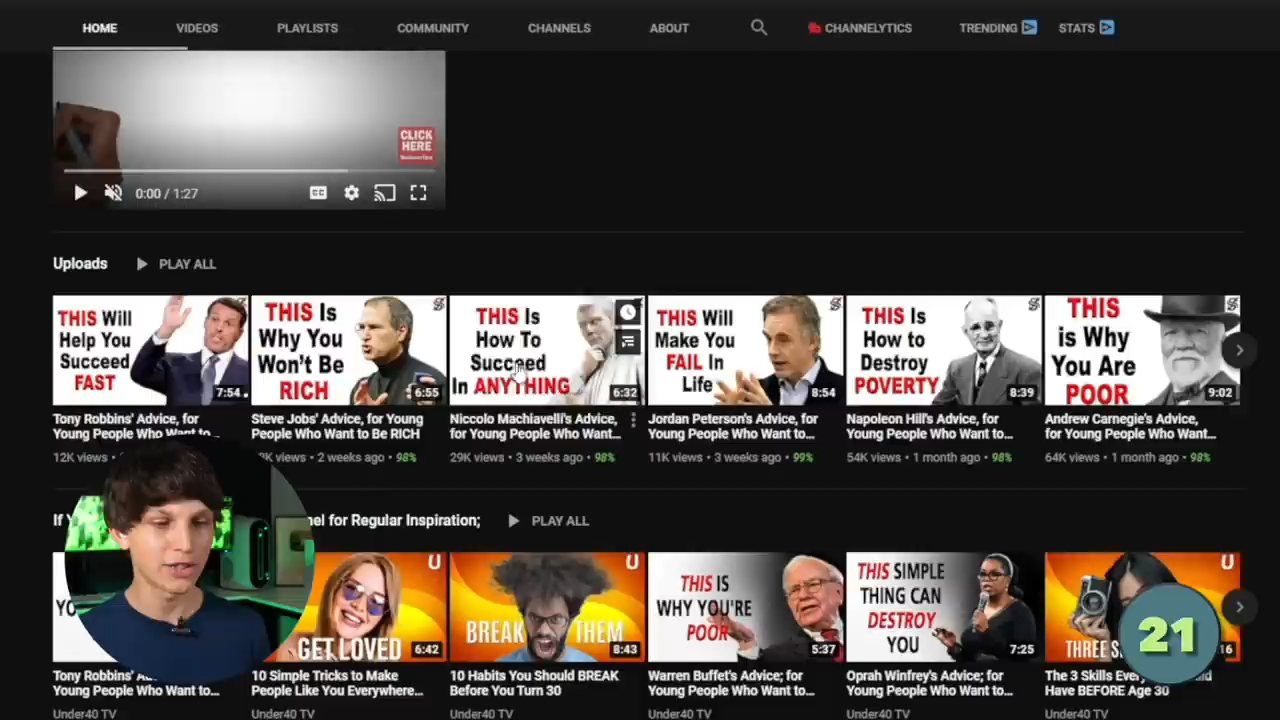 HOME VIDEOS PLAYLISTS COMMUNITY CHANNELS ABOUT CHANNELYTICS TRENDING STATS
CLICK
HERE
0:00 / 1:27
CC
Uploads PLAY ALL
THIS Will
Help You
Succeed
FAST
7:54
THIS Is
Why You
Won't Be
RICH
6:55
THIS Is
How To
Succeed
In ANYTHING
6:32
THIS Will
Make You
FAIL In
Life
8:54
THIS Is
How to
Destroy
POVERTY
8:39
THIS
is Why
You Are
POOR
9:02
Tony Robbins' Advice, for
Young People Who Want to...
12K views
Steve Jobs' Advice, for Young
People Who Want to Be RICH
K views • 2 weeks ago • 98%
Niccolo Machiavelli's Advice,
for Young People Who Want...
29K views • 3 weeks ago • 98%
Jordan Peterson's Advice, for
Young People Who Want to...
11K views • 3 weeks ago • 99%
Napoleon Hill's Advice, for
Young People Who Want to...
54K views • 1 month ago • 98%
Andrew Carnegie's Advice,
for Young People Who Want...
64K views • 1 month ago • 98%
If nel for Regular Inspiration; PLAY ALL
YO
GET LOVED
6:42
BREAK THEM
8:43
THIS IS
WHY YOU'RE
POOR
5:37
THIS SIMPLE
THING CAN
DESTROY
YOU
7:25
THREE S
16
21
Tony Robbins' A
Young People Who Want to...
Under40 TV
10 Simple Tricks to Make
People Like You Everywhere...
Under40 TV
10 Habits You Should BREAK
Before You Turn 30
Under40 TV
Warren Buffet's Advice; for
Young People Who Want to...
Under40 TV
Oprah Winfrey's Advice; for
Young People Who Want to...
Under40 TV
The 3 Skills Every ld
Have BEFORE Age 30
Under40 TV